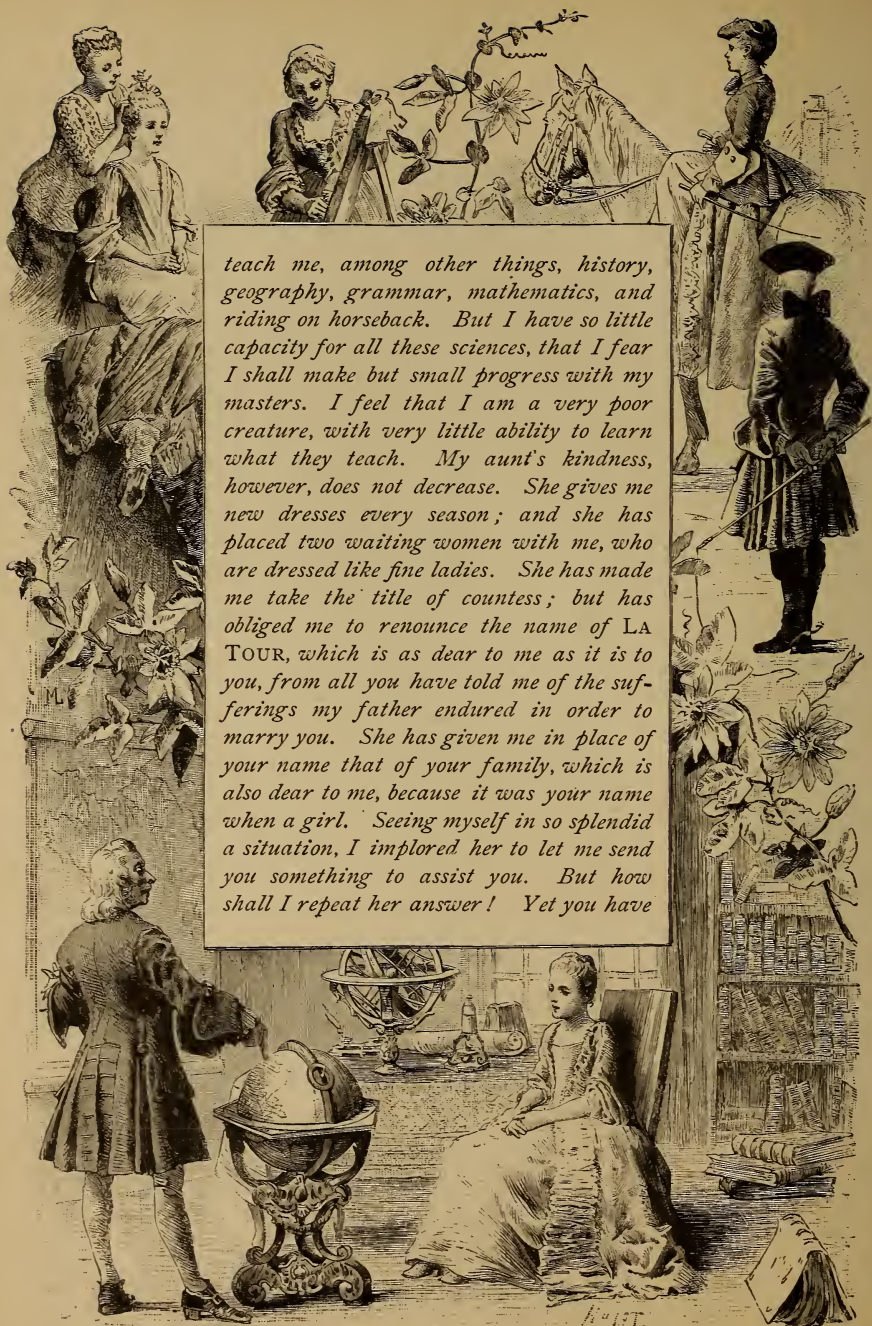 teach me, among other things, history,
geography, grammar, mathematics, and
riding on horseback. But I have so little
capacity for all these sciences, that I fear
I shall make but small progress with my
masters. I feel that I am a very poor
creature, with very little ability to learn
what they teach. My aunt's kindness,
however, does not decrease. She gives me
new dresses every season; and she has
placed two waiting women with me, who
are dressed like fine ladies. She has made
me take the title of countess; but has
obliged me to renounce the name of LA
TOUR, which is as dear to me as it is to
you, from all you have told me of the suf-
ferings my father endured in order to
marry you. She has given me in place of
your name that of your family, which is
also dear to me, because it was your name
when a girl. Seeing myself in so splendid
a situation, I implored her to let me send
you something to assist you. But how
shall I repeat her answer! Yet you have